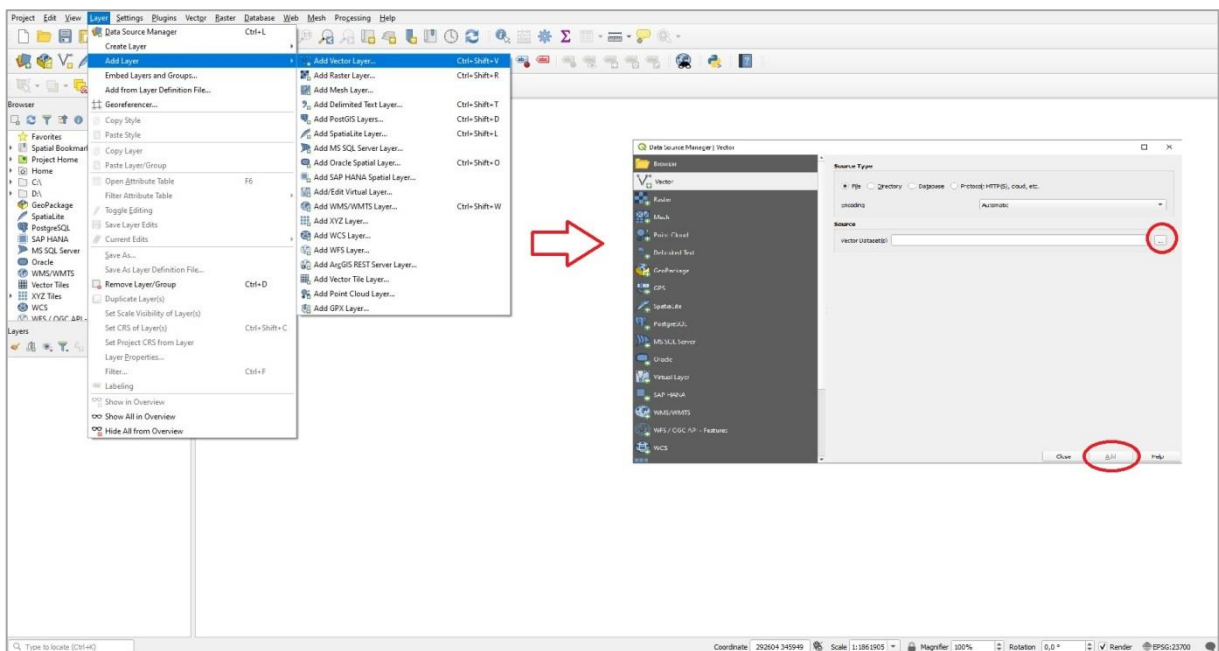 Project Edit View Layer Settings Plugins Vector Raster Database Web Mesh Processing Help
Data Source Manager Ctrl+L
Create Layer
Add Layer
Embed Layers and Groups...
Add from Layer Definition File...
Georeferencer...
Copy Style
Paste Style
Copy Layer
Paste Layer/Group
Open Attribute Table F6
Filter Attribute Table
Toggle Editing
Save Layer Edits
Current Edits
Save As...
Save As Layer Definition File...
Remove Layer/Group Ctrl+D
Duplicate Layer(s)
Set Scale Visibility of Layer(s)
Set CRS of Layer(s) Ctrl+Shift+C
Set Project CRS from Layer
Layer Properties...
Filter... Ctrl+F
Labeling
Show in Overview
Show All in Overview
Hide All from Overview
Add Vector Layer... Ctrl+Shift+V
Add Raster Layer... Ctrl+Shift+R
Add Mesh Layer...
Add Delimited Text Layer... Ctrl+Shift+T
Add PostGIS Layers... Ctrl+Shift+D
Add SpatiaLite Layer... Ctrl+Shift+L
Add MS SQL Server Layer...
Add Oracle Spatial Layer... Ctrl+Shift+O
Add SAP HANA Spatial Layer...
Add/Edit Virtual Layer...
Add WMS/WMTS Layer... Ctrl+Shift+W
Add XYZ Layer...
Add WCS Layer...
Add WFS Layer...
Add ArcGIS REST Server Layer...
Add Vector Tile Layer...
Add Point Cloud Layer...
Add GPX Layer...
Browser
Favorites
Spatial Bookmar
Project Home
Home
C:\
D:\
GeoPackage
SpatiaLite
PostgreSQL
SAP HANA
MS SQL Server
Oracle
WMS/WMTS
Vector Tiles
XYZ Tiles
WCS
WFS / OGC API -
Layers
Data Source Manager | Vector
Browser
Vector
Raster
Mesh
Point Cloud
Delimited Text
GeoPackage
GPS
SpatiaLite
PostgreSQL
MS SQL Server
Oracle
Virtual Layer
SAP HANA
WMS/WMTS
WFS / OGC API - Features
WCS
Source Type
File Directory Database Protocol: HTTP(S), cloud, etc.
Encoding Automatic
Source
Vector Dataset(s) ...
Close Add Help
Type to locate (Ctrl+K) Coordinate 292604 345949 Scale 1:1861905 Magnifier 100% Rotation 0,0 ° Render EPSG:23700